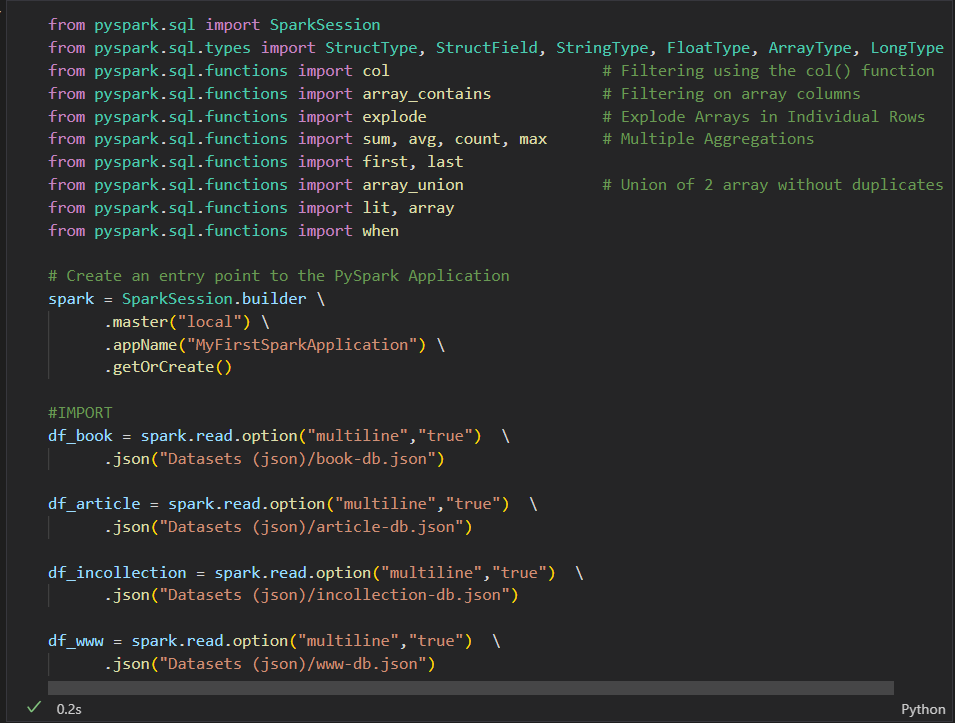 from pyspark.sql import SparkSession
from pyspark.sql.types import StructType, StructField, StringType, FloatType, ArrayType, LongType
from pyspark.sql.functions import col # Filtering using the col() function
from pyspark.sql.functions import array_contains # Filtering on array columns
from pyspark.sql.functions import explode # Explode Arrays in Individual Rows
from pyspark.sql.functions import sum, avg, count, max # Multiple Aggregations
from pyspark.sql.functions import first, last
from pyspark.sql.functions import array_union # Union of 2 array without duplicates
from pyspark.sql.functions import lit, array
from pyspark.sql.functions import when
# Create an entry point to the PySpark Application
spark = SparkSession.builder \
.master("local") \
.appName("MyFirstSparkApplication") \
.getOrCreate()
#IMPORT
df_book = spark.read.option("multiline","true") \
.json("Datasets (json)/book-db.json")
df_article = spark.read.option("multiline","true") \
.json("Datasets (json)/article-db.json")
df_incollection = spark.read.option("multiline","true") \
.json("Datasets (json)/incollection-db.json")
df_www = spark.read.option("multiline","true") \
.json("Datasets (json)/www-db.json")
0.2s Python